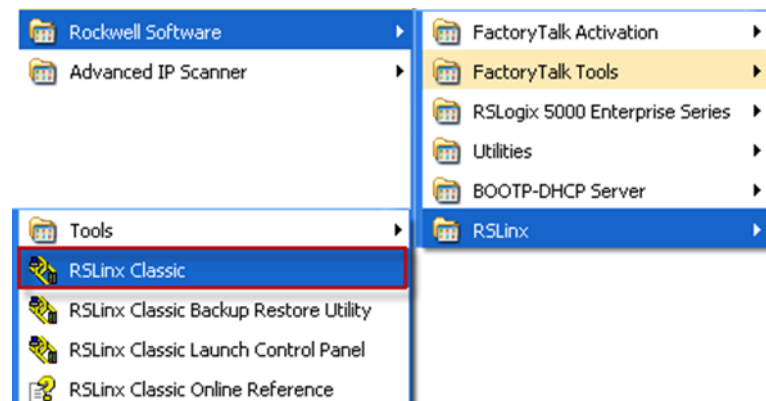 Rockwell Software
Advanced IP Scanner
FactoryTalk Activation
FactoryTalk Tools
RSLogix 5000 Enterprise Series
Utilities
BOOTP-DHCP Server
RSLinx
Tools
RSLinx Classic
RSLinx Classic Backup Restore Utility
RSLinx Classic Launch Control Panel
RSLinx Classic Online Reference